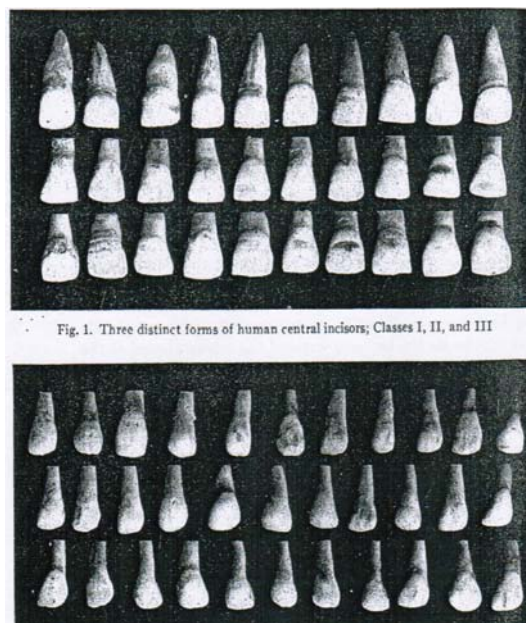 Fig. 1. Three distinct forms of human central incisors; Classes I, II, and III